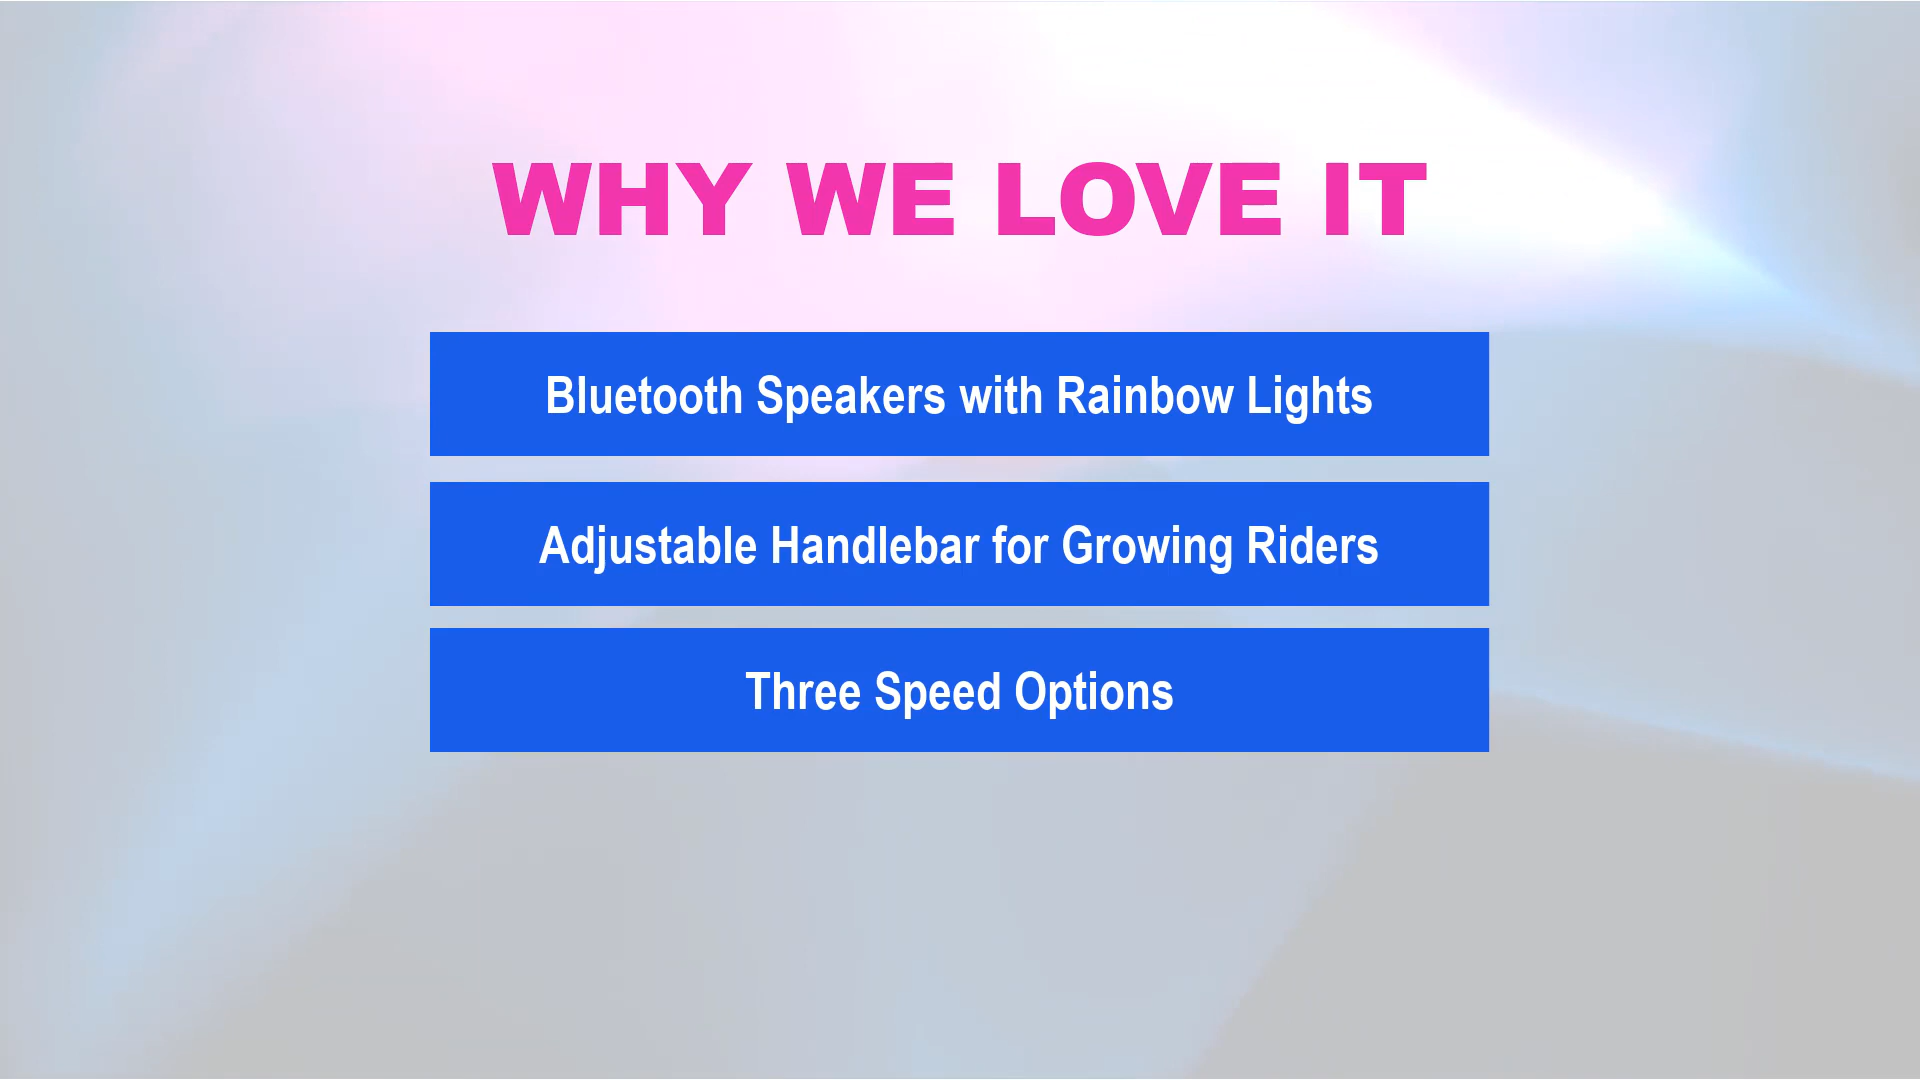 WHY WE LOVE IT
Bluetooth Speakers with Rainbow Lights
Adjustable Handlebar for Growing Riders
Three Speed Options